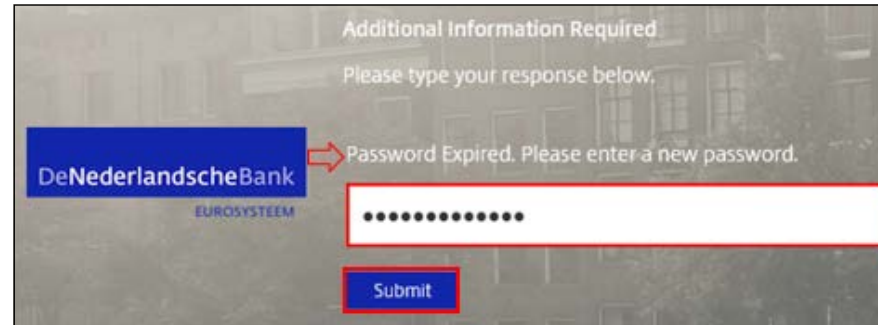 Additional Information Required
Please type your response below.
DeNederlandscheBank
EUROSYSTEEM
Password Expired. Please enter a new password.
•••••••••••••
Submit